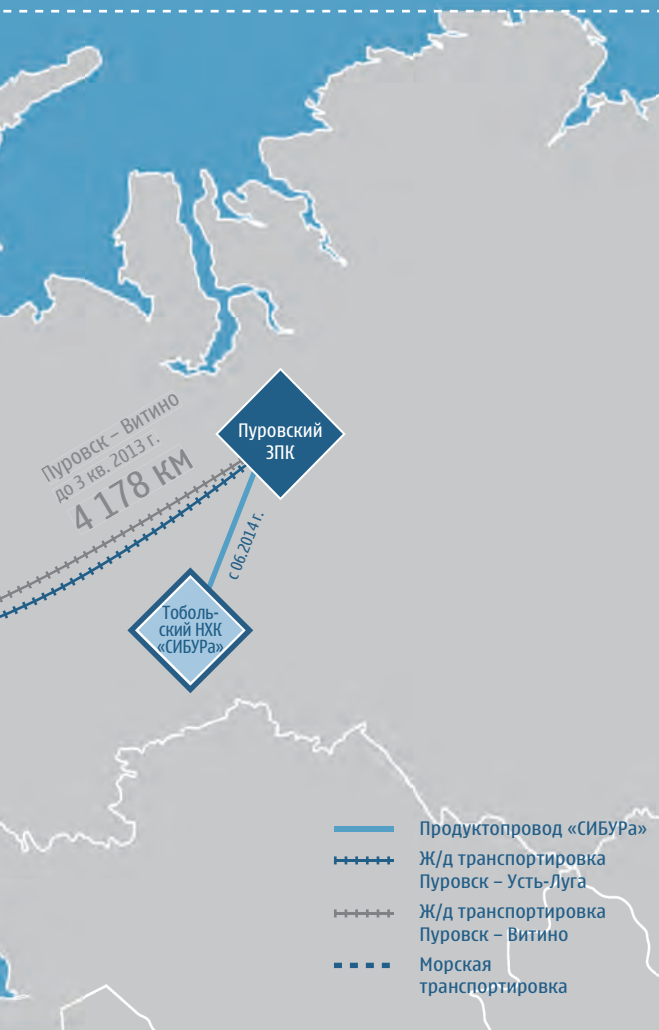 Пуровск – Витино
до 3 кв. 2013 г.
4 178 км
Пуровский
ЗПК
с 06.2014 г.
Тоболь-
ский НХК
«СИБУРа»
Продуктопровод «СИБУРа»
Ж/д транспортировка
Пуровск – Усть-Луга
Ж/д транспортировка
Пуровск – Витино
Морская
транспортировка